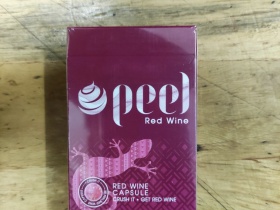 peel
Red Wine
RED WINE
CAPSULE
CRUSH IT • GET RED WINE